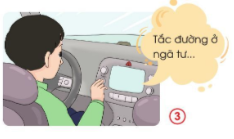 Tắc đường ở
ngã tư...
3